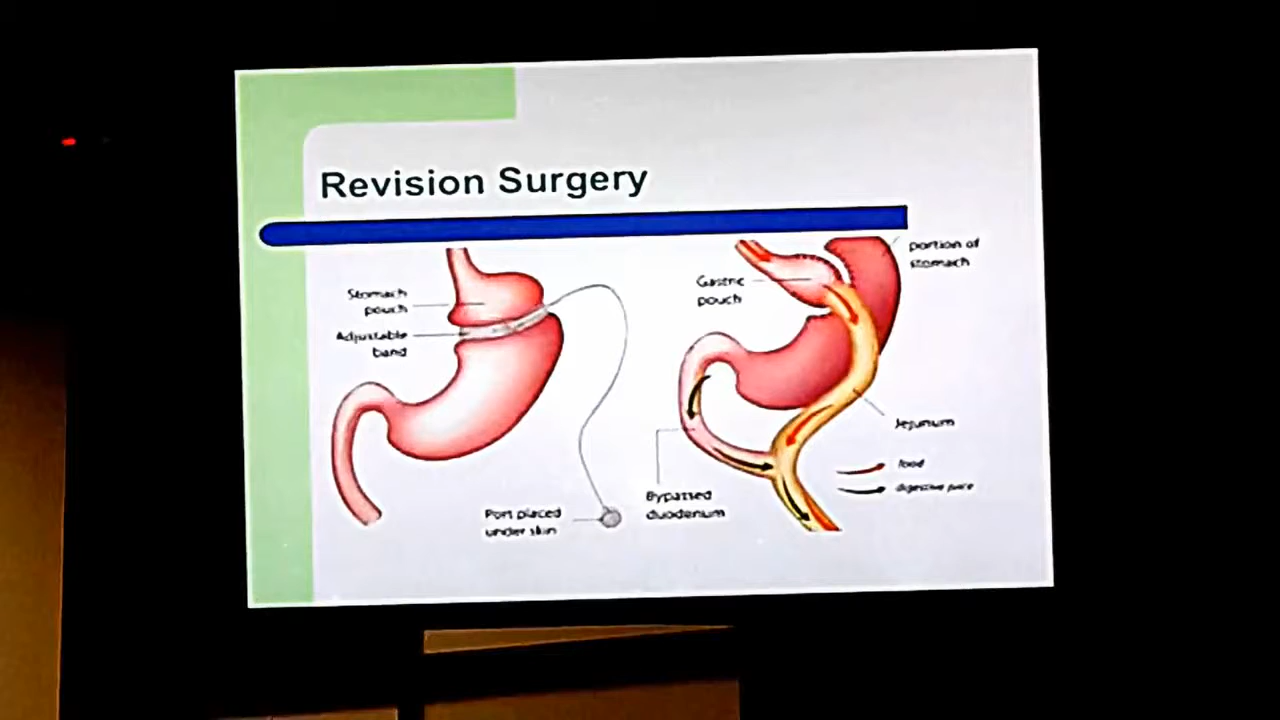 Revision Surgery
Stomach
pouch
Adjustable
band
Port placed
under skin
Gastric
pouch
portion of
stomach
Jejunum
Bypassed
duodenum
food
digestive juice